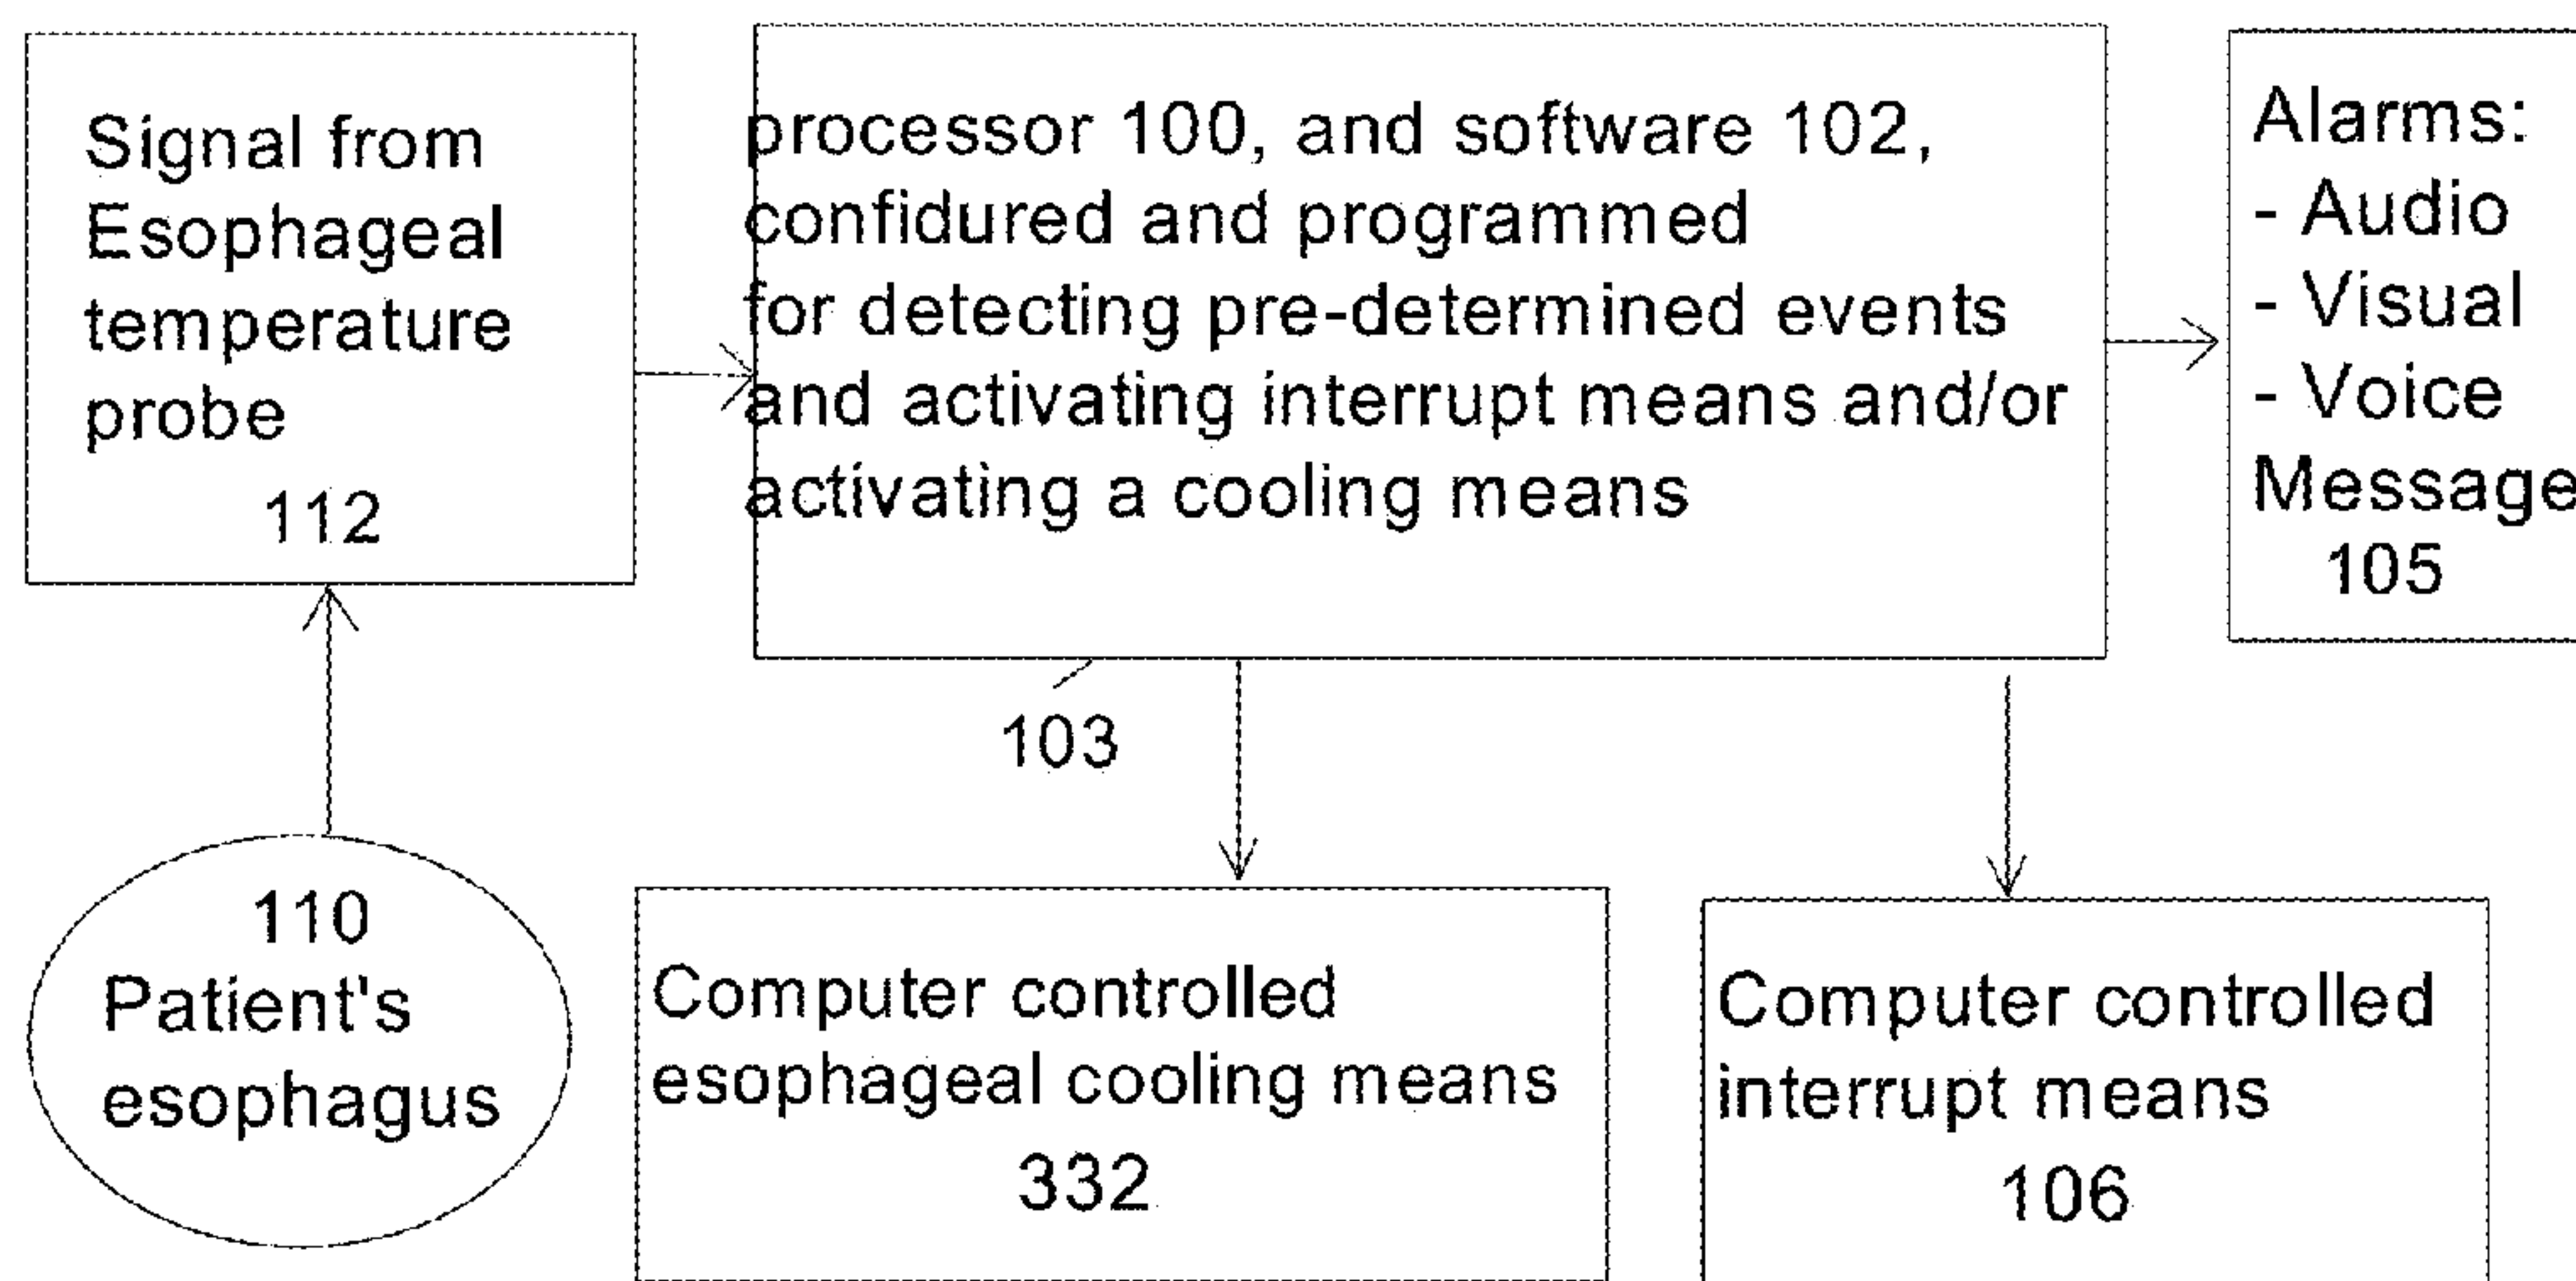 Signal from
Esophageal
temperature
probe
112
processor 100, and software 102,
confidured and programmed
for detecting pre-determined events
and activating interrupt means and/or
activating a cooling means
Alarms:
- Audio
- Visual
- Voice
Message
105
103
110
Patient's
esophagus
Computer controlled
esophageal cooling means
332
Computer controlled
interrupt means
106